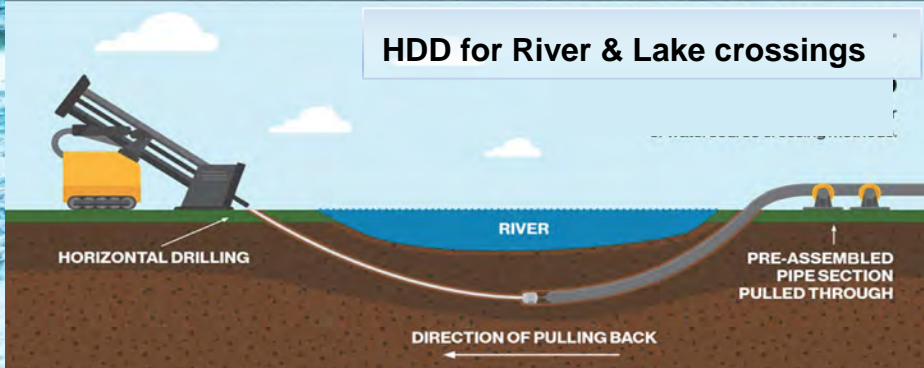 HDD for River & Lake crossings
RIVER
HORIZONTAL DRILLING
PRE-ASSEMBLED
PIPE SECTION
PULLED THROUGH
DIRECTION OF PULLING BACK